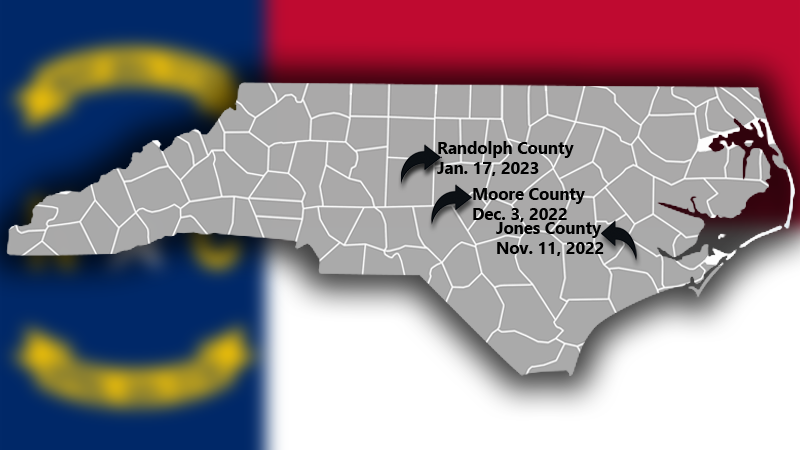 Randolph County
Jan. 17, 2023
Moore County
Dec. 3, 2022
Jones County
Nov. 11, 2022